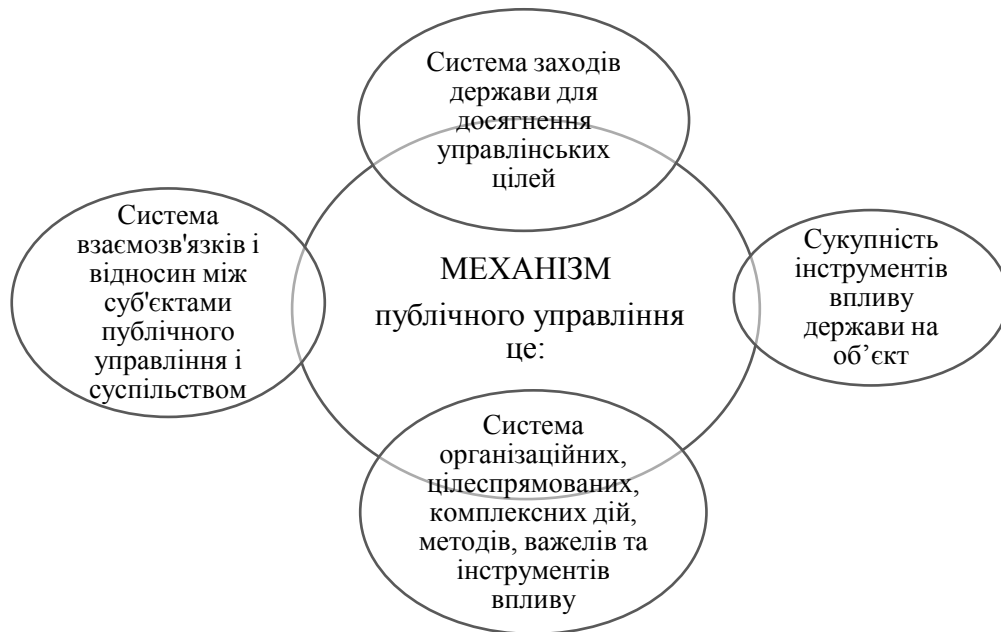 Система заходів
держави для
досягнення
управлінських
цілей
Система
взаємозв'язків і
відносин між
суб'єктами
публічного
управління і
суспільством
МЕХАНІЗМ
публічного управління
це:
Сукупність
інструментів
впливу
держави на
об’єкт
Система
організаційних,
цілеспрямованих,
комплексних дій,
методів, важелів та
інструментів
впливу